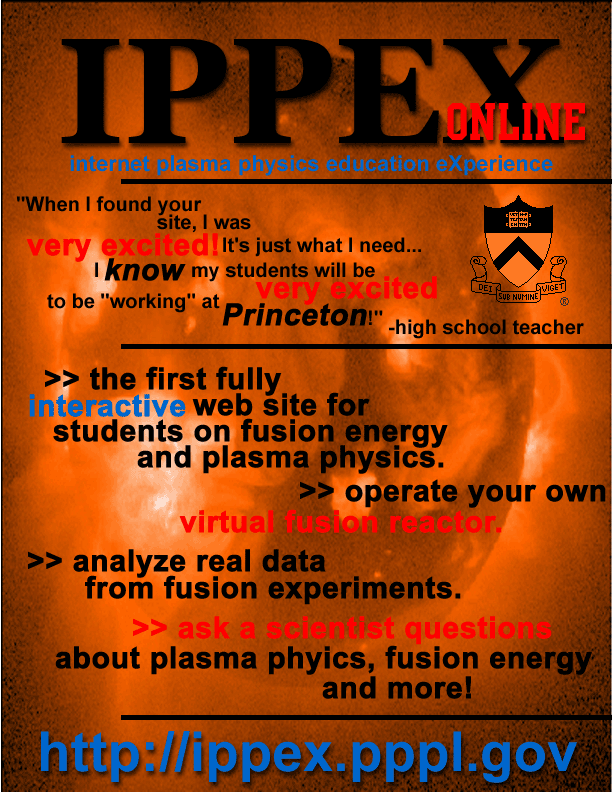 IPPEX
ONLINE
internet plasma physics education eXperience
"When I found your
site, I was
very excited! It's just what I need...
I know my students will be
very excited
to be "working" at
Princeton!"
-high school teacher
DEI SUB NUMINE VIGET
®
>> the first fully
interactive web site for
students on fusion energy
and plasma physics.
>> operate your own
virtual fusion reactor.
>> analyze real data
from fusion experiments.
>> ask a scientist questions
about plasma phyics, fusion energy
and more!
http://ippex.pppl.gov